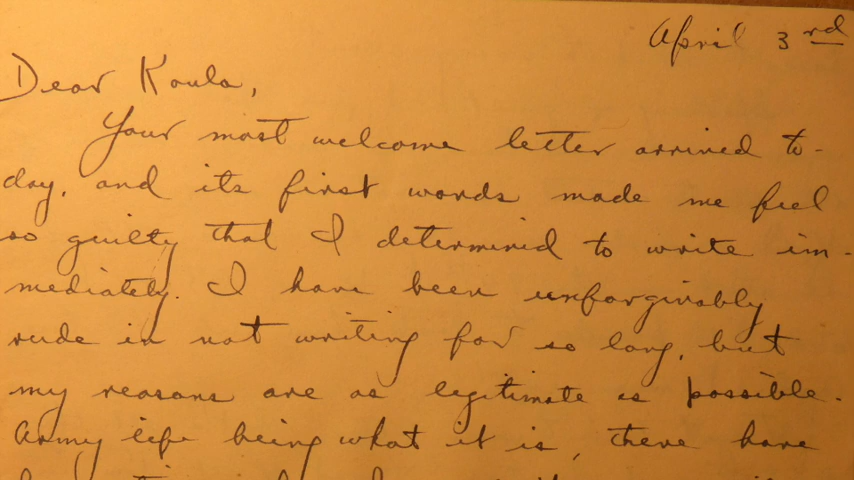 April 3rd
Dear Koula,
Your most welcome letter arrived to-
day, and its first words made me feel
so guilty that I determined to write im-
mediately. I have been unforgivably
rude in not writing for so long, but
my reasons are as legitimate as possible.
Army life being what it is, there have